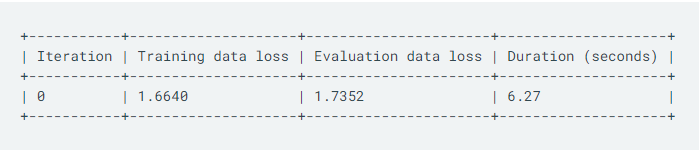 +-----------+--------------------+----------------------+--------------------+
| Iteration | Training data loss | Evaluation data loss | Duration (seconds) |
+-----------+--------------------+----------------------+--------------------+
| 0         | 1.6640             | 1.7352               | 6.27               |
+-----------+--------------------+----------------------+--------------------+